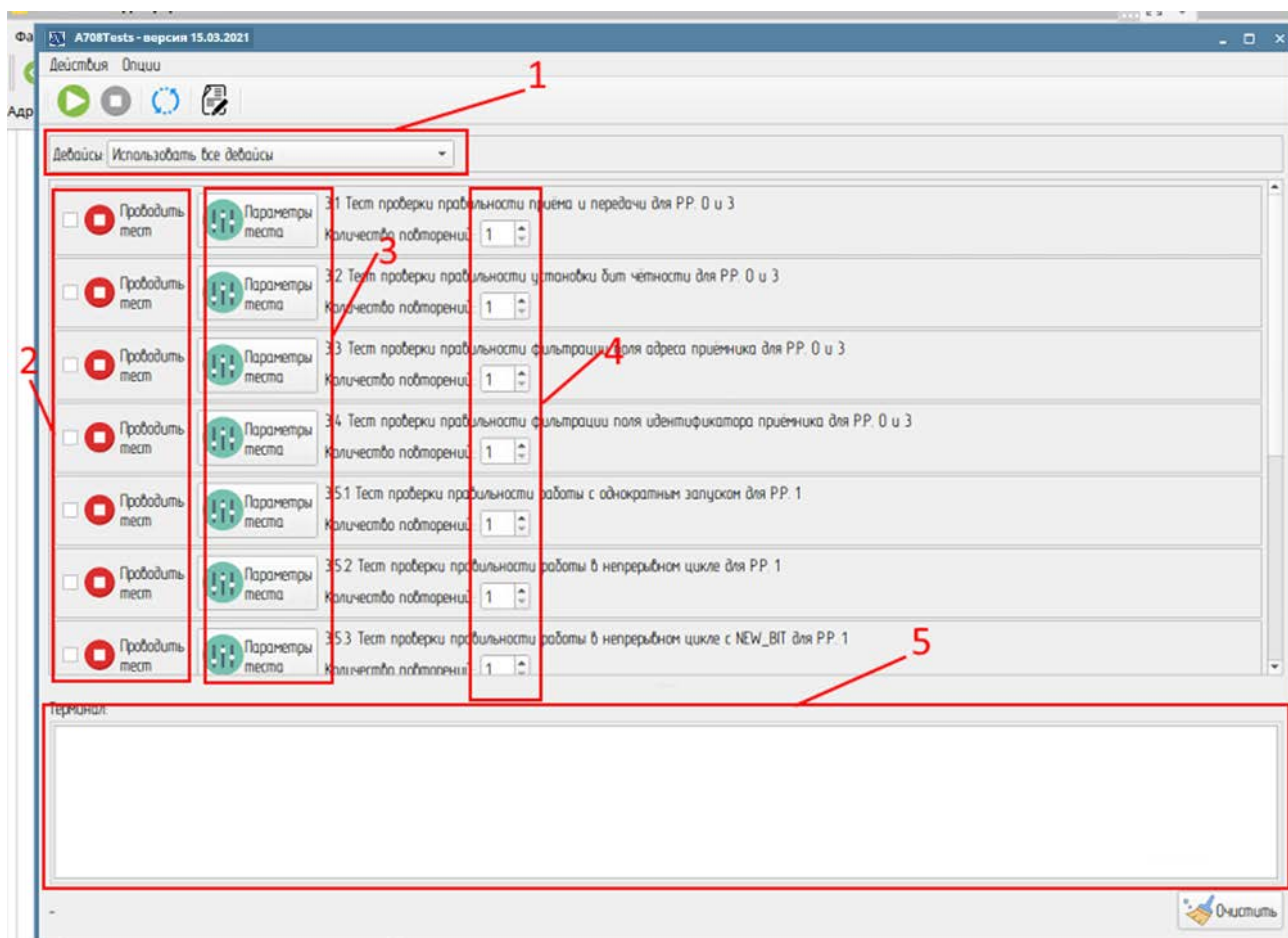 Фа
A708Tests - версия 15.03.2021
Действия Опции
1
Адр
Девайсы: Использовать все девайсы
Проводить тест
Параметры теста
3.1 Тест проверки правильности приёма и передачи для Р.Р. 0 и 3
Количество повторений: 1
3
Проводить тест
Параметры теста
3.2 Тест проверки правильности установки бит чётности для Р.Р. 0 и 3
Количество повторений: 1
2
Проводить тест
Параметры теста
3.3 Тест проверки правильности фильтрации поля адреса приёмника для Р.Р. 0 и 3
4
Количество повторений: 1
Проводить тест
Параметры теста
3.4 Тест проверки правильности фильтрации поля идентификатора приёмника для Р.Р. 0 и 3
Количество повторений: 1
Проводить тест
Параметры теста
3.5.1 Тест проверки правильности работы с однократным запуском для Р.Р. 1
Количество повторений: 1
Проводить тест
Параметры теста
3.5.2 Тест проверки правильности работы в непрерывном цикле для Р.Р. 1
Количество повторений: 1
Проводить тест
Параметры теста
3.5.3 Тест проверки правильности работы в непрерывном цикле с NEW_BIT для Р.Р. 1
5
Количество повторений: 1
Терминал:
-
Очистить